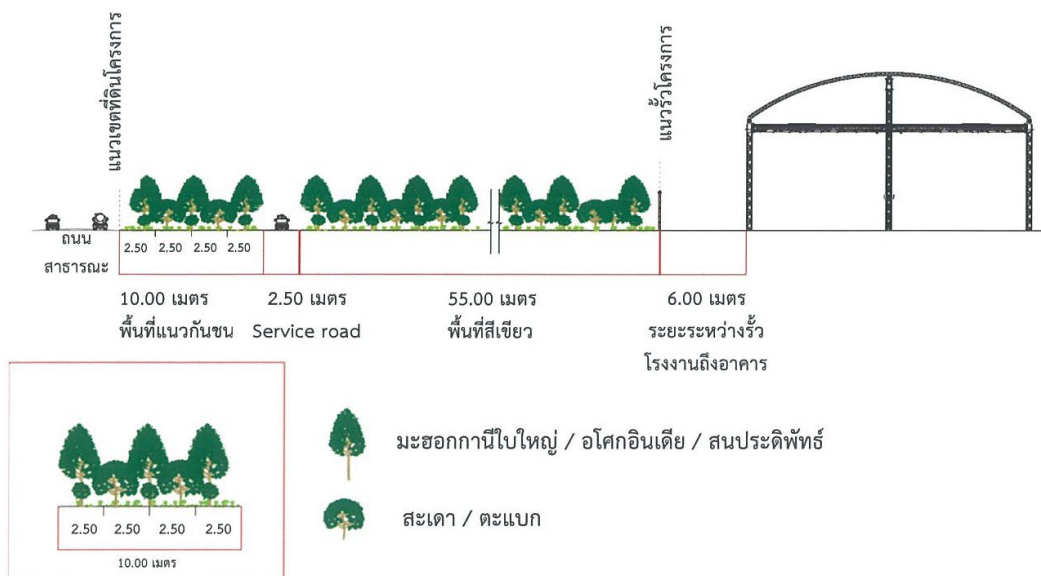 แนวเขตที่ดินโครงการ
แนวรั้วโครงการ
ถนน
สาธารณะ
2.50 2.50 2.50 2.50
10.00 เมตร 2.50 เมตร 55.00 เมตร 6.00 เมตร
พื้นที่แนวกันชน Service road พื้นที่สีเขียว ระยะระหว่างรั้ว
โรงงานถึงอาคาร
มะฮอกกานีใบใหญ่ / อโศกอินเดีย / สนประดิพัทธ์
สะเดา / ตะแบก
2.50 2.50 2.50 2.50
10.00 เมตร